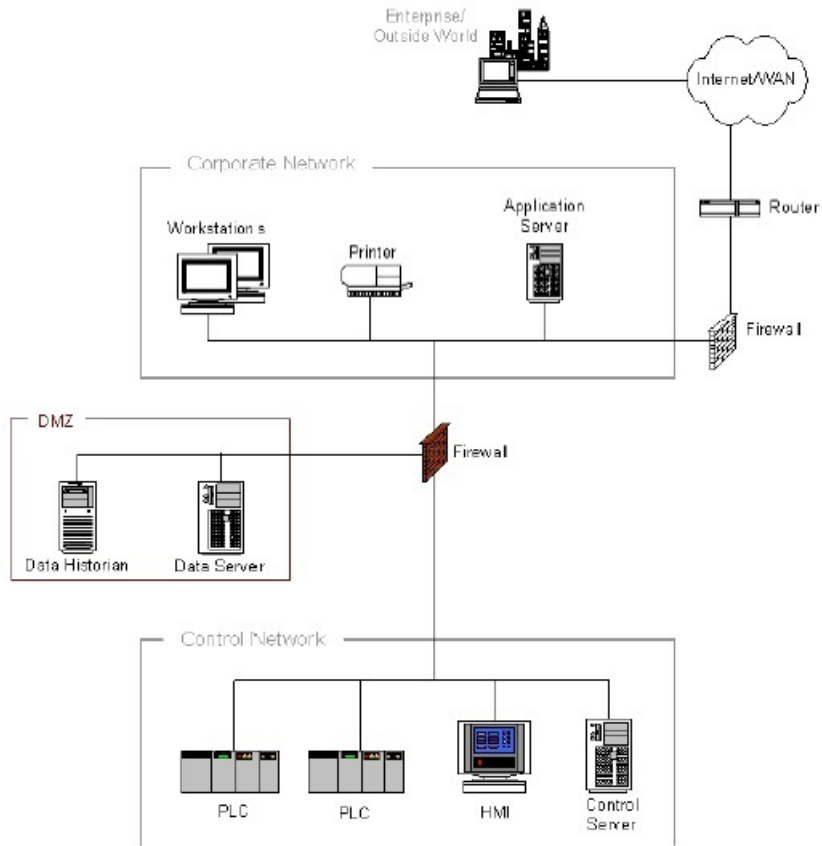 Enterprise/
Outside World
Internet/WAN
Corporate Network
Router
Workstations
Printer
Application
Server
Firewall
DMZ
Firewall
Data Historian
Data Server
Control Network
PLC
PLC
HMI
Control
Server